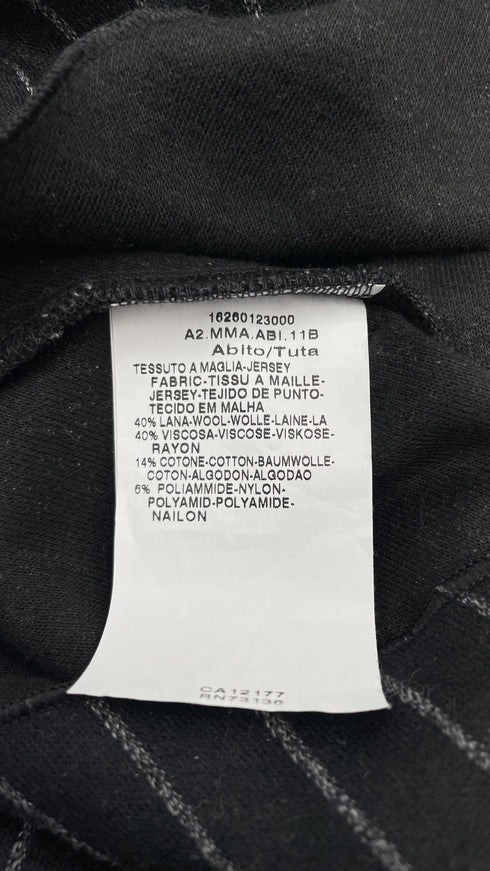 16260123000
A2.MMA.ABI.11B
Abito/Tuta
TESSUTO A MAGLIA-JERSEY
FABRIC-TISSU A MAILLE-
JERSEY-TEJIDO DE PUNTO-
TECIDO EM MALHA
40% LANA-WOOL-WOLLE-LAINE-LA
40% VISCOSA-VISCOSE-VISKOSE-
RAYON
14% COTONE-COTTON-BAUMWOLLE-
COTON-ALGODON-ALGODAO
6% POLIAMMIDE-NYLON-
POLYAMID-POLYAMIDE-
NAILON
CA12177
RN73136